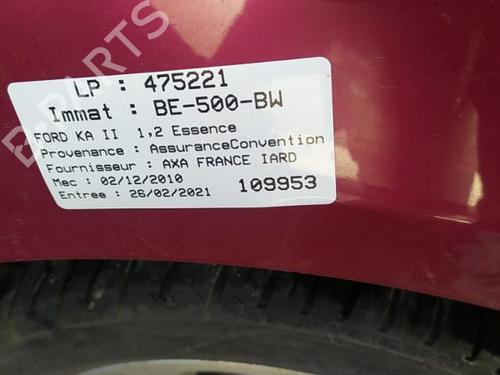 LP : 475221
Immat : BE-500-BW
FORD KA II 1,2 Essence
Provenance : AssuranceConvention
Fournisseur : AXA FRANCE IARD
Mec : 02/12/2010
Entree : 26/02/2021 109953
B-PARTS